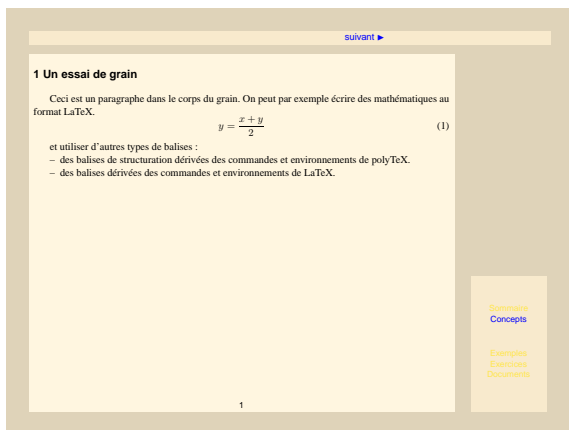 suivant ►
1 Un essai de grain
Ceci est un paragraphe dans le corps du grain. On peut par exemple écrire des mathématiques au
format LaTeX.
y = \frac{x + y}{2} (1)
et utiliser d'autres types de balises :
– des balises de structuration dérivées des commandes et environnements de polyTeX.
– des balises dérivées des commandes et environnements de LaTeX.
Sommaire
Concepts
Exemples
Exercices
Documents
1